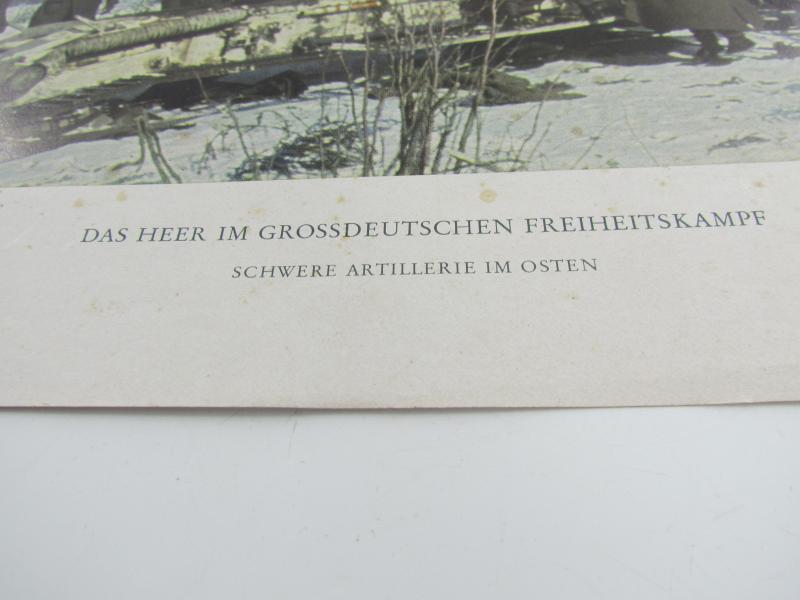 DAS HEER IM GROSSDEUTSCHEN FREIHEITSKAMPF
SCHWERE ARTILLERIE IM OSTEN